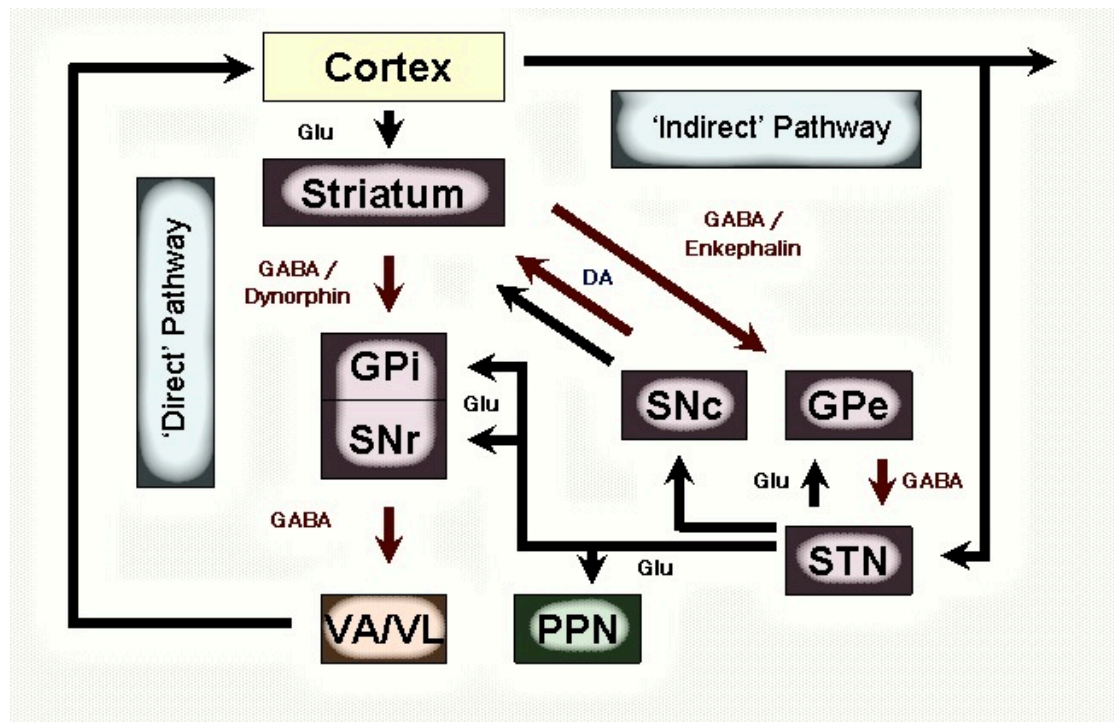 Cortex
Glu
'Indirect' Pathway
Striatum
'Direct' Pathway
GABA /
Dynorphin
GABA /
Enkephalin
DA
GPi
SNr
Glu
SNc
GPe
Glu
GABA
GABA
STN
Glu
VA/VL
PPN